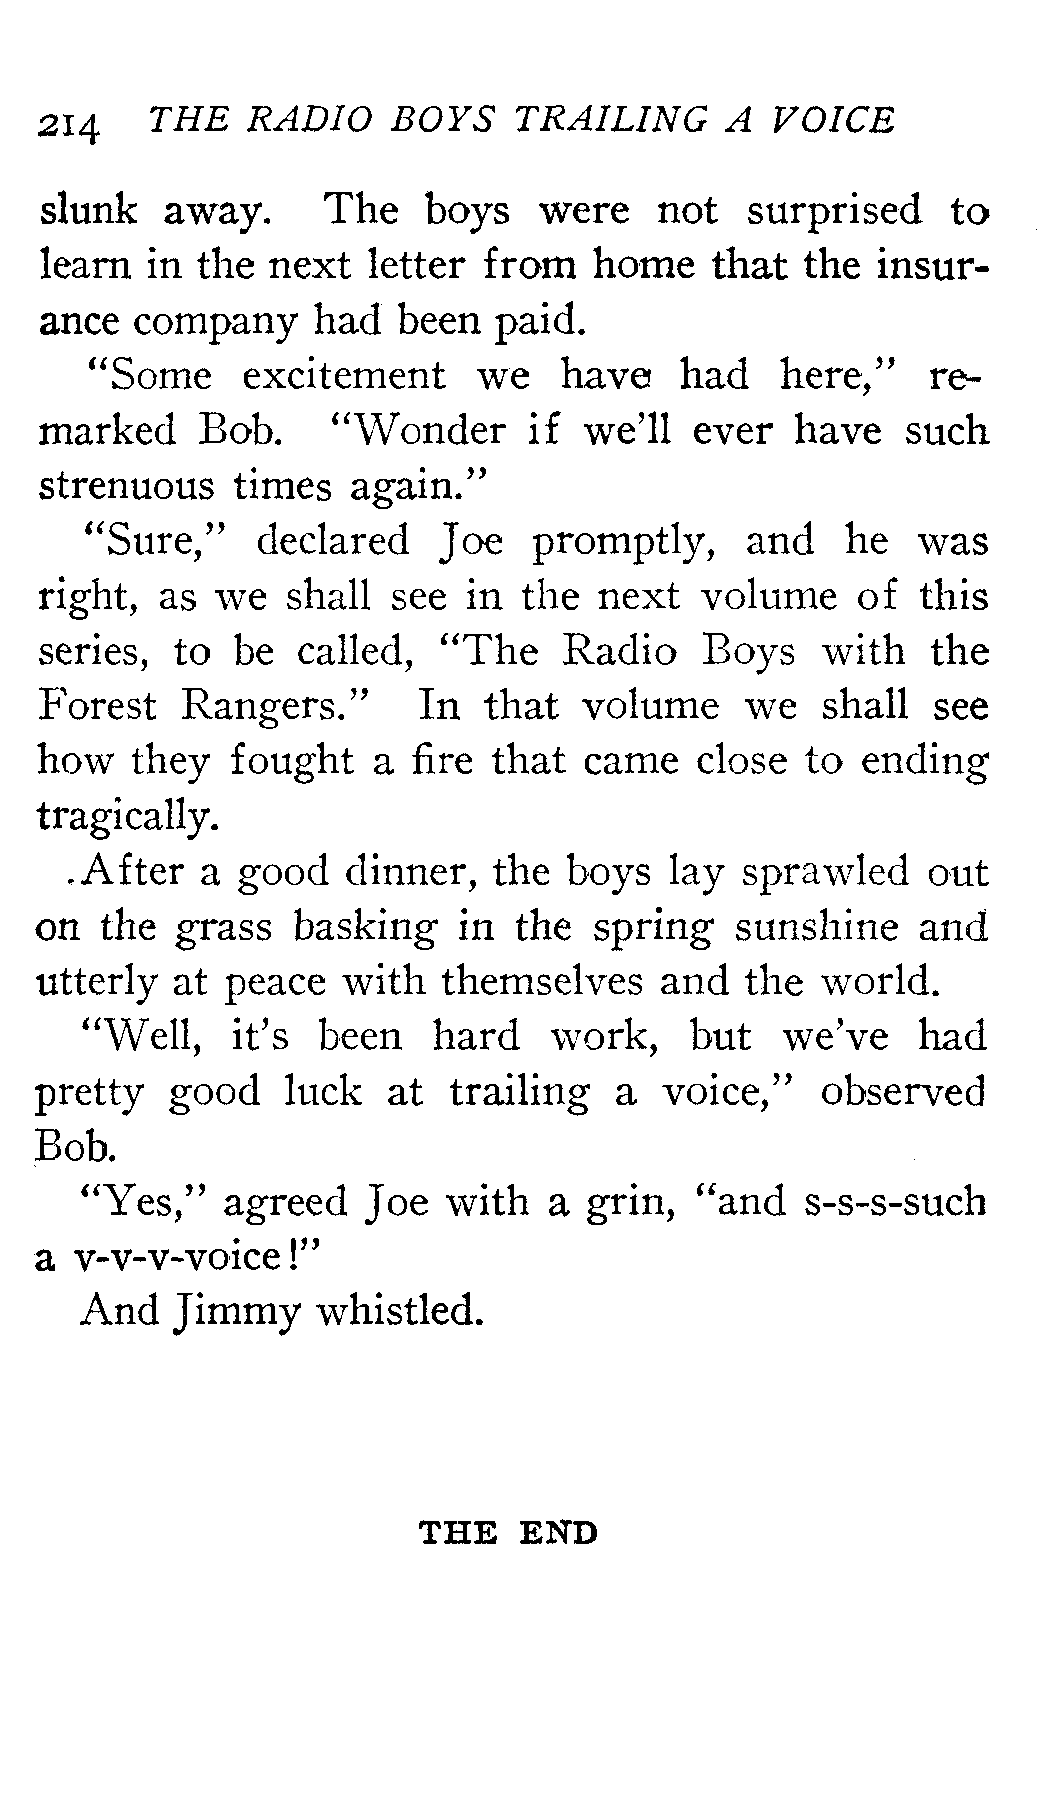 214 THE RADIO BOYS TRAILING A VOICE
slunk away. The boys were not surprised to
learn in the next letter from home that the insur-
ance company had been paid.
“Some excitement we have had here,” re-
marked Bob. “Wonder if we’ll ever have such
strenuous times again.”
“Sure,” declared Joe promptly, and he was
right, as we shall see in the next volume of this
series, to be called, “The Radio Boys with the
Forest Rangers.” In that volume we shall see
how they fought a fire that came close to ending
tragically.
After a good dinner, the boys lay sprawled out
on the grass basking in the spring sunshine and
utterly at peace with themselves and the world.
“Well, it’s been hard work, but we’ve had
pretty good luck at trailing a voice,” observed
Bob.
“Yes,” agreed Joe with a grin, “and s-s-s-such
a v-v-v-voice!”
And Jimmy whistled.
THE END